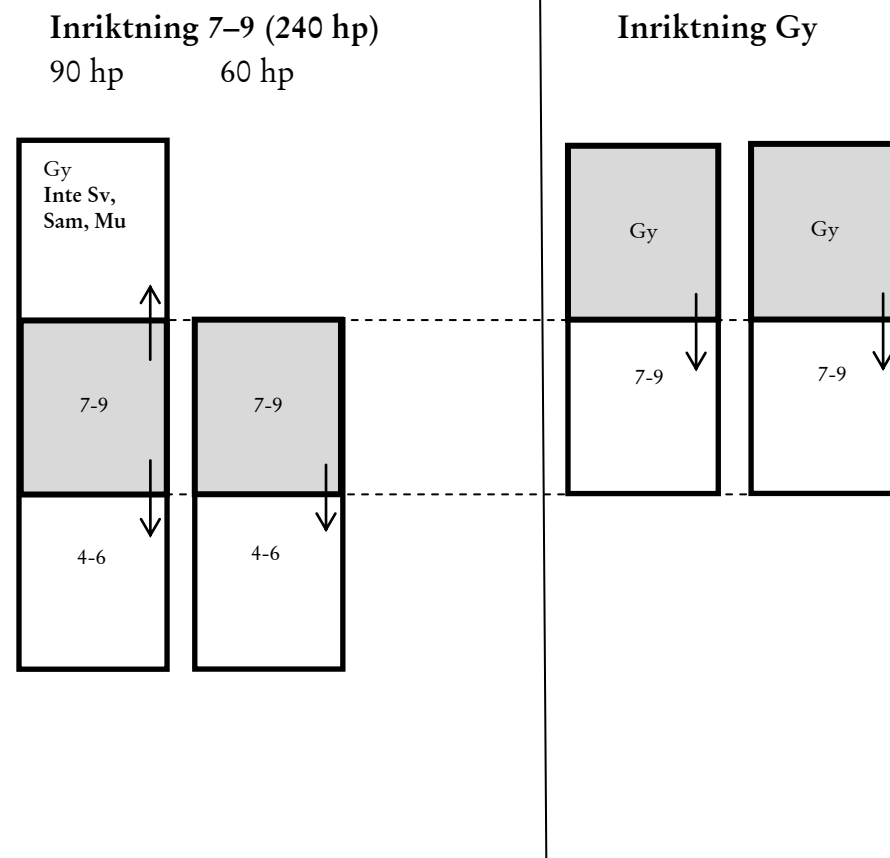 Inriktning 7–9 (240 hp)
90 hp 60 hp
Gy
Inte Sv,
Sam, Mu
7-9
7-9
4-6
4-6
Inriktning Gy
Gy
Gy
7-9
7-9